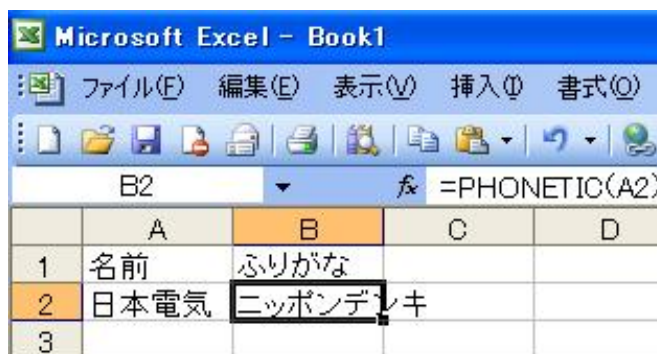 Microsoft Excel - Book1
ファイル(F) 編集(E) 表示(V) 挿入(I) 書式(O)
B2 fx =PHONETIC(A2)
A B C D
1 名前 ふりがな
2 日本電気 ニッポンデンキ
3